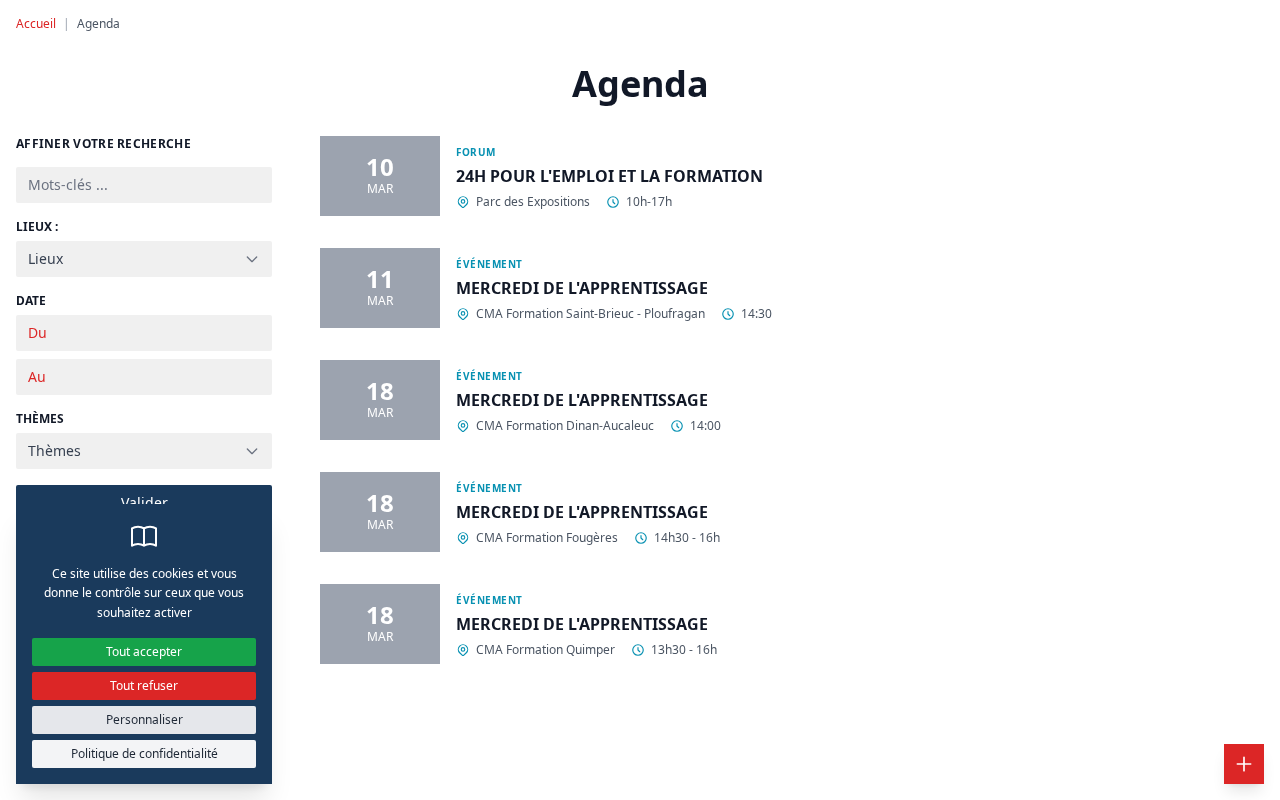 Accueil | Agenda
Agenda
AFFINER VOTRE RECHERCHE
Mots-clés ...
LIEUX :
Lieux
DATE
Du
Au
THÈMES
Thèmes
Valider
Ce site utilise des cookies et vous
donne le contrôle sur ceux que vous
souhaitez activer
Tout accepter
Tout refuser
Personnaliser
Politique de confidentialité
10
MAR
FORUM
24H POUR L'EMPLOI ET LA FORMATION
Parc des Expositions 10h-17h
11
MAR
ÉVÉNEMENT
MERCREDI DE L'APPRENTISSAGE
CMA Formation Saint-Brieuc - Ploufragan 14:30
18
MAR
ÉVÉNEMENT
MERCREDI DE L'APPRENTISSAGE
CMA Formation Dinan-Aucaleuc 14:00
18
MAR
ÉVÉNEMENT
MERCREDI DE L'APPRENTISSAGE
CMA Formation Fougères 14h30 - 16h
18
MAR
ÉVÉNEMENT
MERCREDI DE L'APPRENTISSAGE
CMA Formation Quimper 13h30 - 16h